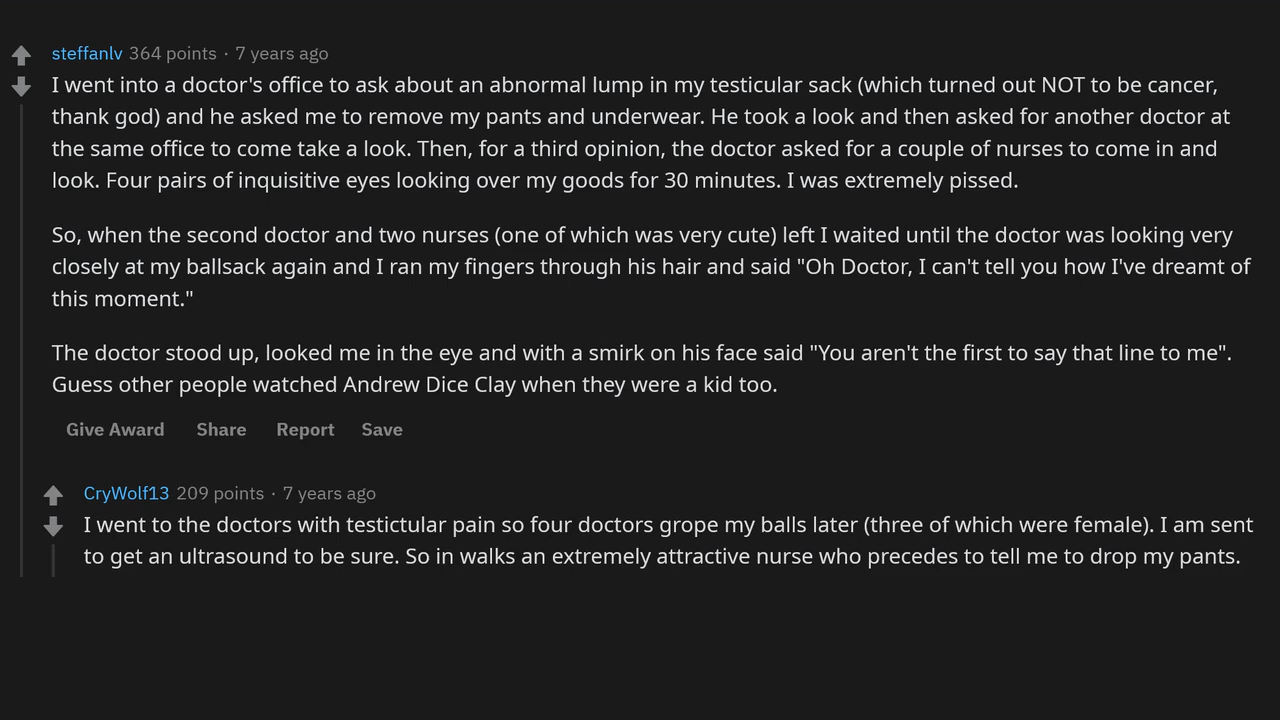 steffanlv 364 points · 7 years ago
I went into a doctor's office to ask about an abnormal lump in my testicular sack (which turned out NOT to be cancer,
thank god) and he asked me to remove my pants and underwear. He took a look and then asked for another doctor at
the same office to come take a look. Then, for a third opinion, the doctor asked for a couple of nurses to come in and
look. Four pairs of inquisitive eyes looking over my goods for 30 minutes. I was extremely pissed.
So, when the second doctor and two nurses (one of which was very cute) left I waited until the doctor was looking very
closely at my ballsack again and I ran my fingers through his hair and said "Oh Doctor, I can't tell you how I've dreamt of
this moment."
The doctor stood up, looked me in the eye and with a smirk on his face said "You aren't the first to say that line to me".
Guess other people watched Andrew Dice Clay when they were a kid too.
Give Award Share Report Save
CryWolf13 209 points · 7 years ago
I went to the doctors with testictular pain so four doctors grope my balls later (three of which were female). I am sent
to get an ultrasound to be sure. So in walks an extremely attractive nurse who precedes to tell me to drop my pants.